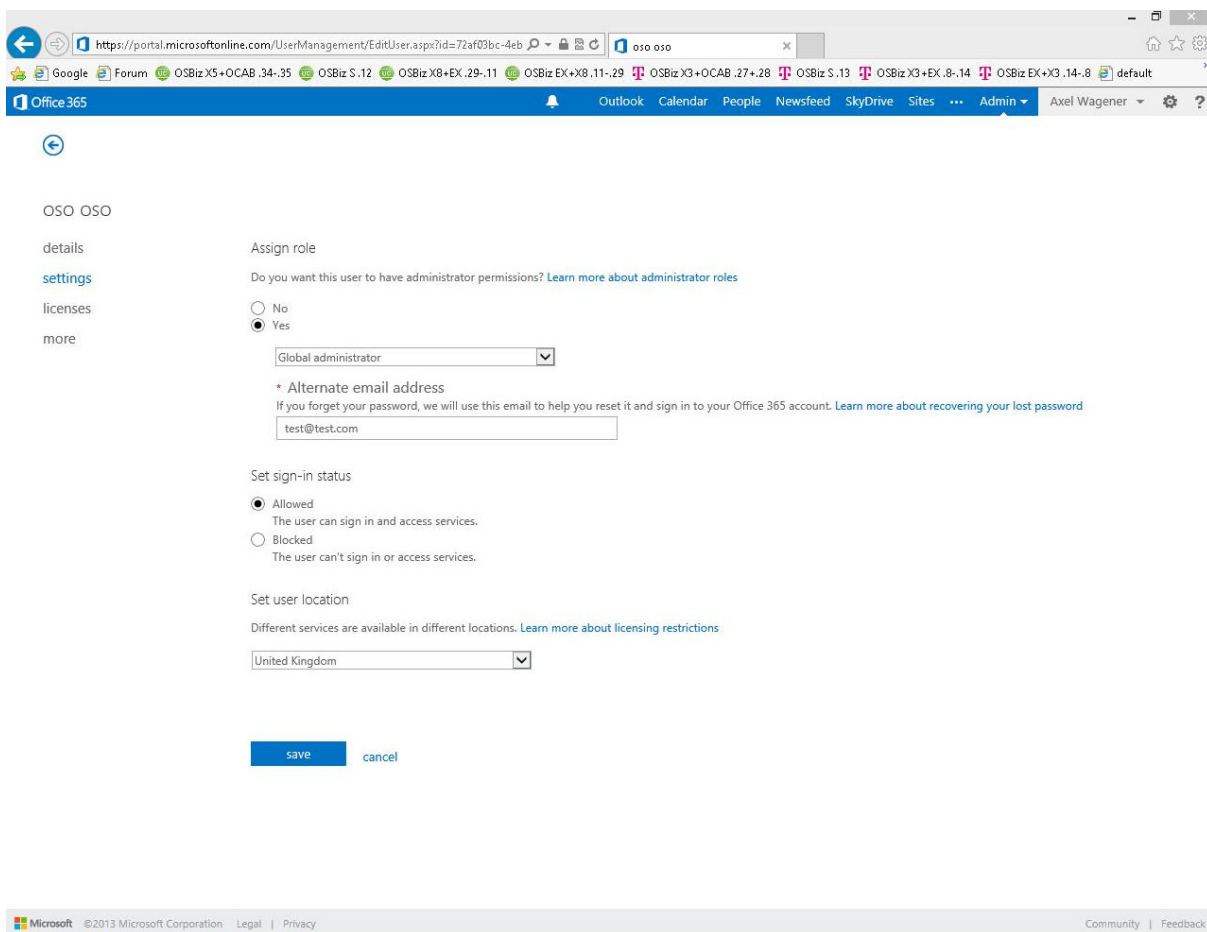 https://portal.microsoftonline.com/UserManagement/EditUser.aspx?id=72af03bc-4eb
oso oso
Google Forum OSBiz X5+OCAB .34-.35 OSBiz S .12 OSBiz X8+EX .29-.11 OSBiz EX+X8 .11-.29 OSBiz X3+OCAB .27+.28 OSBiz S .13 OSBiz X3+EX .8-.14 OSBiz EX+X3 .14-.8 default
Office 365 Outlook Calendar People Newsfeed SkyDrive Sites ••• Admin Axel Wagener ?
OSO OSO
details
settings
licenses
more
Assign role
Do you want this user to have administrator permissions? Learn more about administrator roles
No
Yes
Global administrator
* Alternate email address
If you forget your password, we will use this email to help you reset it and sign in to your Office 365 account. Learn more about recovering your lost password
test@test.com
Set sign-in status
Allowed
The user can sign in and access services.
Blocked
The user can't sign in or access services.
Set user location
Different services are available in different locations. Learn more about licensing restrictions
United Kingdom
save cancel
Microsoft ©2013 Microsoft Corporation Legal | Privacy Community | Feedback